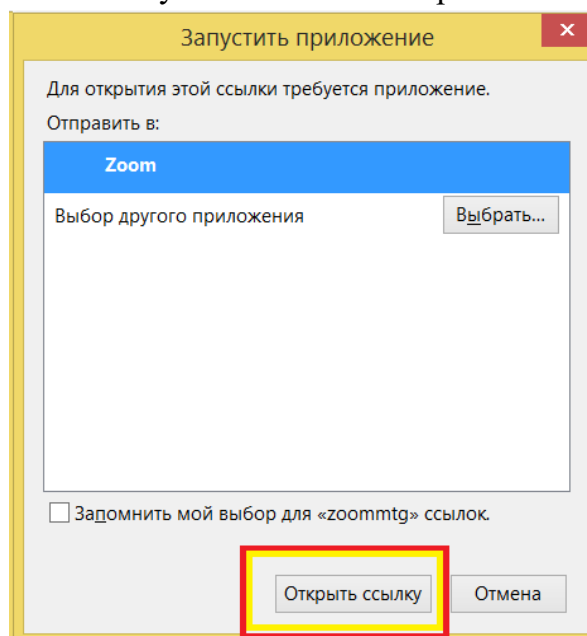 Запустить приложение
Для открытия этой ссылки требуется приложение.
Отправить в:
Zoom
Выбор другого приложения
Выбрать...
Запомнить мой выбор для «zoommtg» ссылок.
Открыть ссылку
Отмена